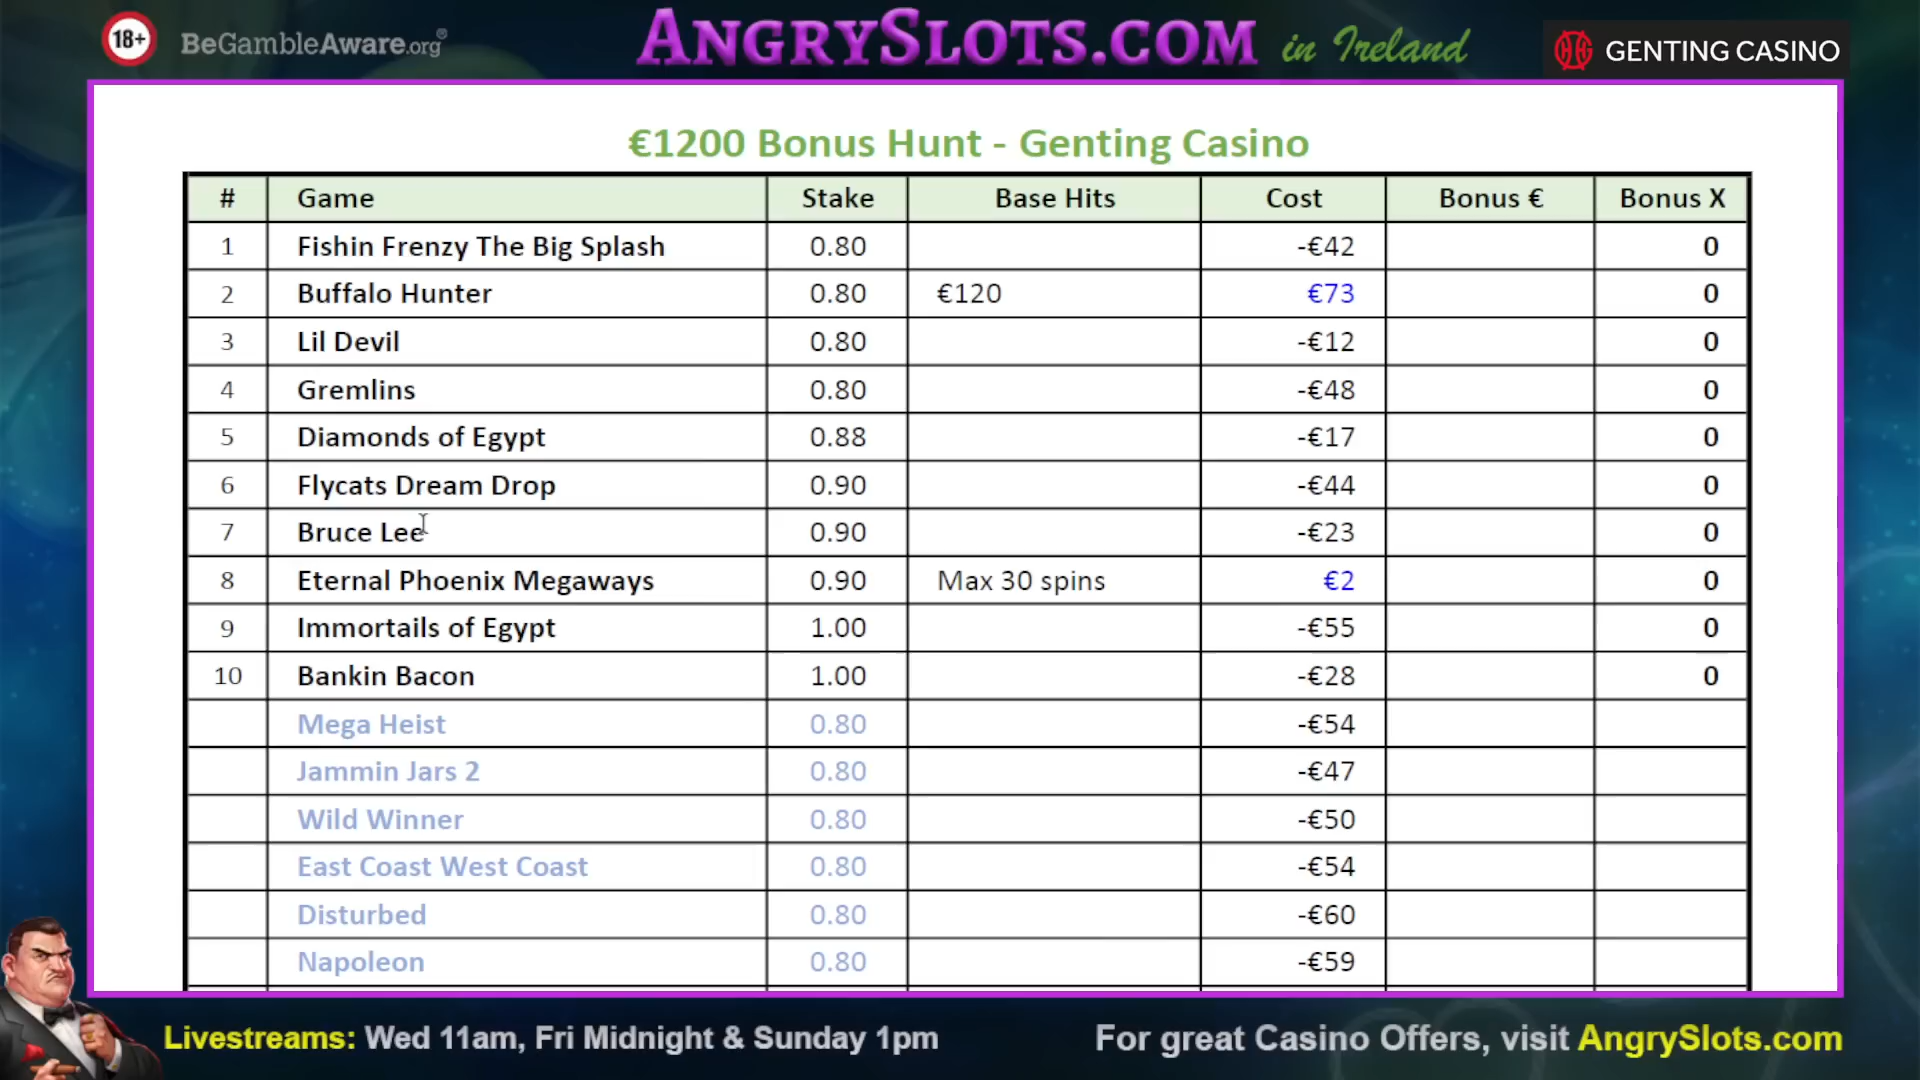 18+ BeGambleAware.org® AngrySlots.com in Ireland GENTING CASINO
€1200 Bonus Hunt - Genting Casino
# Game Stake Base Hits Cost Bonus € Bonus X
1 Fishin Frenzy The Big Splash 0.80 -€42 0
2 Buffalo Hunter 0.80 €120 €73 0
3 Lil Devil 0.80 -€12 0
4 Gremlins 0.80 -€48 0
5 Diamonds of Egypt 0.88 -€17 0
6 Flycats Dream Drop 0.90 -€44 0
7 Bruce Lee 0.90 -€23 0
8 Eternal Phoenix Megaways 0.90 Max 30 spins €2 0
9 Immortails of Egypt 1.00 -€55 0
10 Bankin Bacon 1.00 -€28 0
Mega Heist 0.80 -€54
Jammin Jars 2 0.80 -€47
Wild Winner 0.80 -€50
East Coast West Coast 0.80 -€54
Disturbed 0.80 -€60
Napoleon 0.80 -€59
Livestreams: Wed 11am, Fri Midnight & Sunday 1pm For great Casino Offers, visit AngrySlots.com